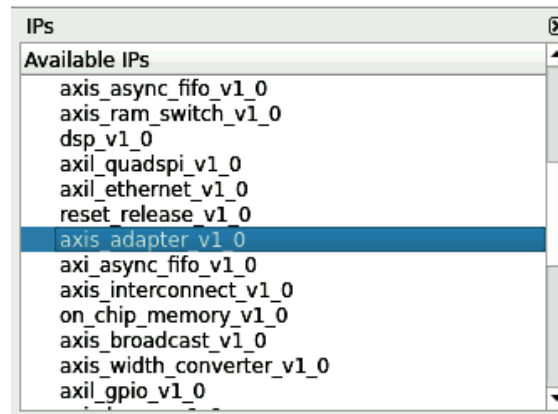 IPs
Available IPs
axis_async_fifo_v1_0
axis_ram_switch_v1_0
dsp_v1_0
axil_quadspi_v1_0
axil_ethernet_v1_0
reset_release_v1_0
axis_adapter_v1_0
axi_async_fifo_v1_0
axis_interconnect_v1_0
on_chip_memory_v1_0
axis_broadcast_v1_0
axis_width_converter_v1_0
axil_gpio_v1_0